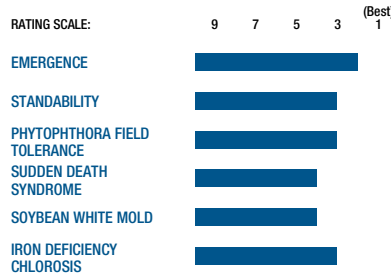 (Best)
RATING SCALE: 9 7 5 3 1
EMERGENCE
STANDABILITY
PHYTOPHTHORA FIELD
TOLERANCE
SUDDEN DEATH
SYNDROME
SOYBEAN WHITE MOLD
IRON DEFICIENCY
CHLOROSIS